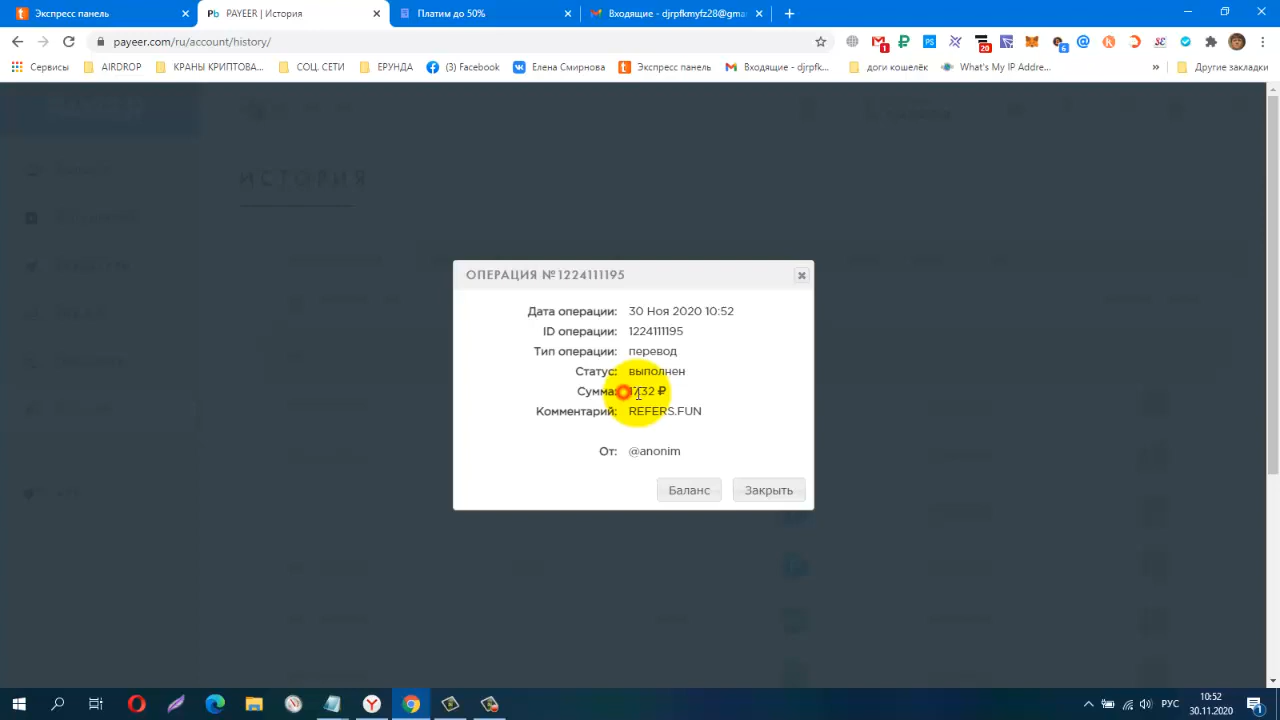 Экспресс панель
PAYEER | История
Платим до 50%
Входящие - djrpfkmyfz28@gma
payeer.com/ru/account/history/
Сервисы
AIRDROP
КРАНЫ КРИПТОВА...
СОЦ. СЕТИ
ЕРУНДА
(3) Facebook
Елена Смирнова
Экспресс панель
Входящие - djrpfk...
доги кошелёк
What's My IP Addre...
»
Другие закладки
ИСТОРИЯ
ОПЕРАЦИЯ №1224111195
Дата операции: 30 Ноя 2020 10:52
ID операции: 1224111195
Тип операции: перевод
Статус: выполнен
Сумма: 17.32 ₽
Комментарий: REFERS.FUN
От: @anonim
Баланс
Закрыть
РУС
10:52
30.11.2020